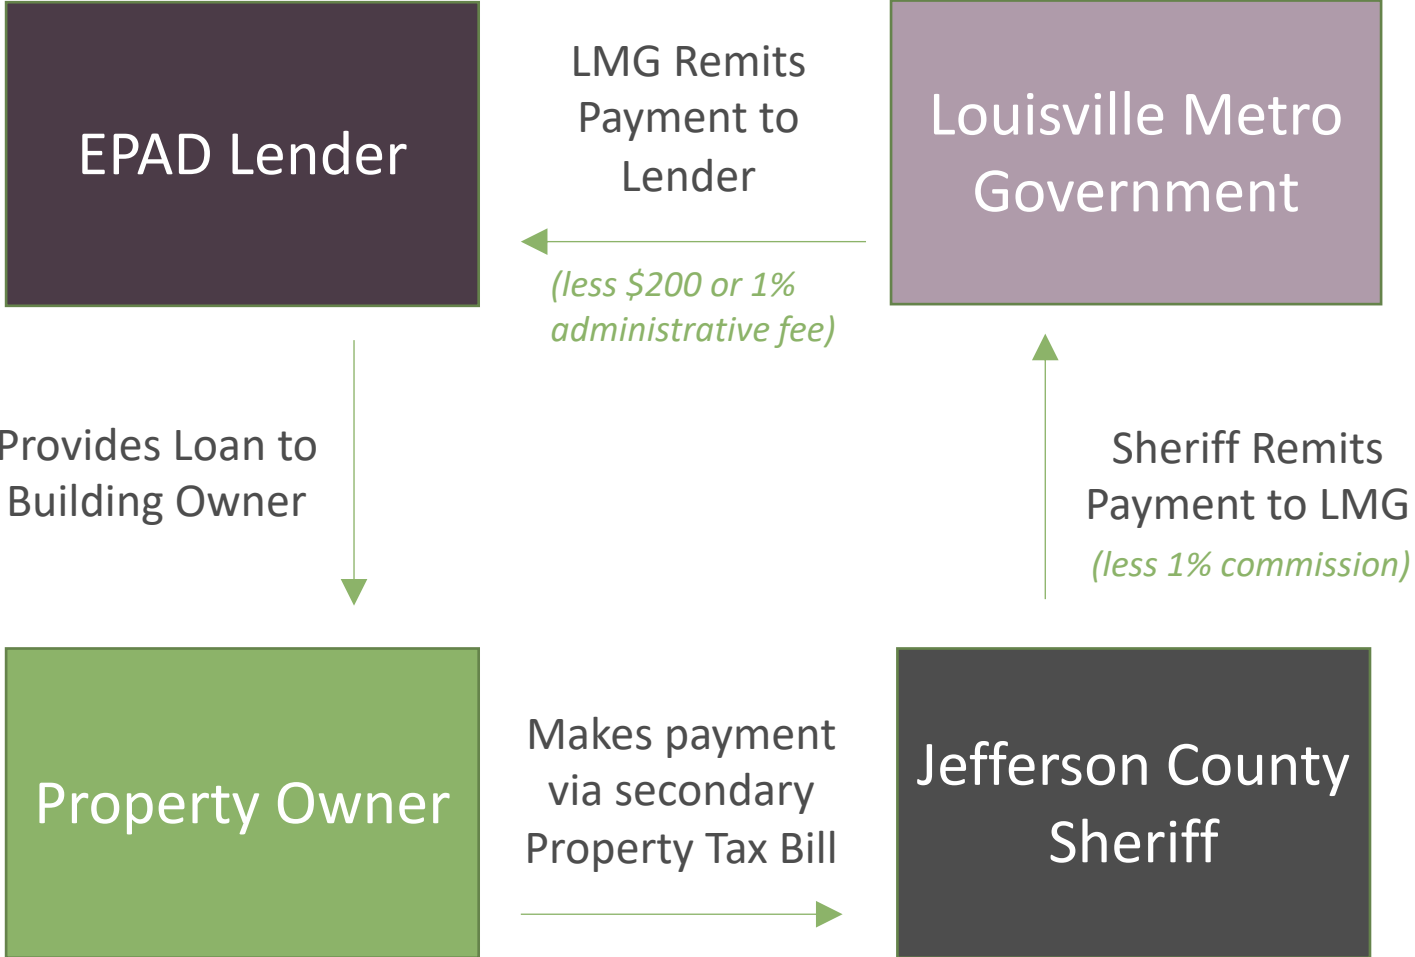 EPAD Lender
LMG Remits
Payment to
Lender
(less $200 or 1%
administrative fee)
Louisville Metro
Government
Provides Loan to
Building Owner
Sheriff Remits
Payment to LMG
(less 1% commission)
Property Owner
Makes payment
via secondary
Property Tax Bill
Jefferson County
Sheriff